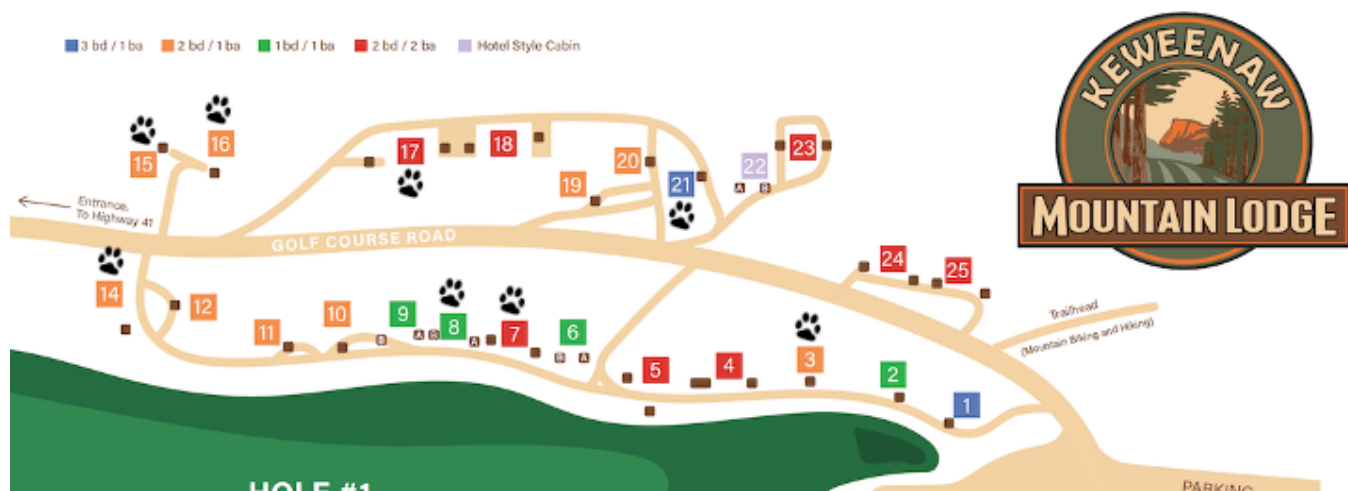 3 bd / 1 ba 2 bd / 1 ba 1 bd / 1 ba 2 bd / 2 ba Hotel Style Cabin
KEWEENAW
MOUNTAIN LODGE
16
15
17
18
20
22
23
21
19
Entrance,
To Highway 41
GOLF COURSE ROAD
A B
24
25
14
12
11
10
9
8
7
6
B
A B
A
B A
Trailhead
(Mountain Biking and Hiking)
5
4
3
2
1
HOLE #1
PARKING